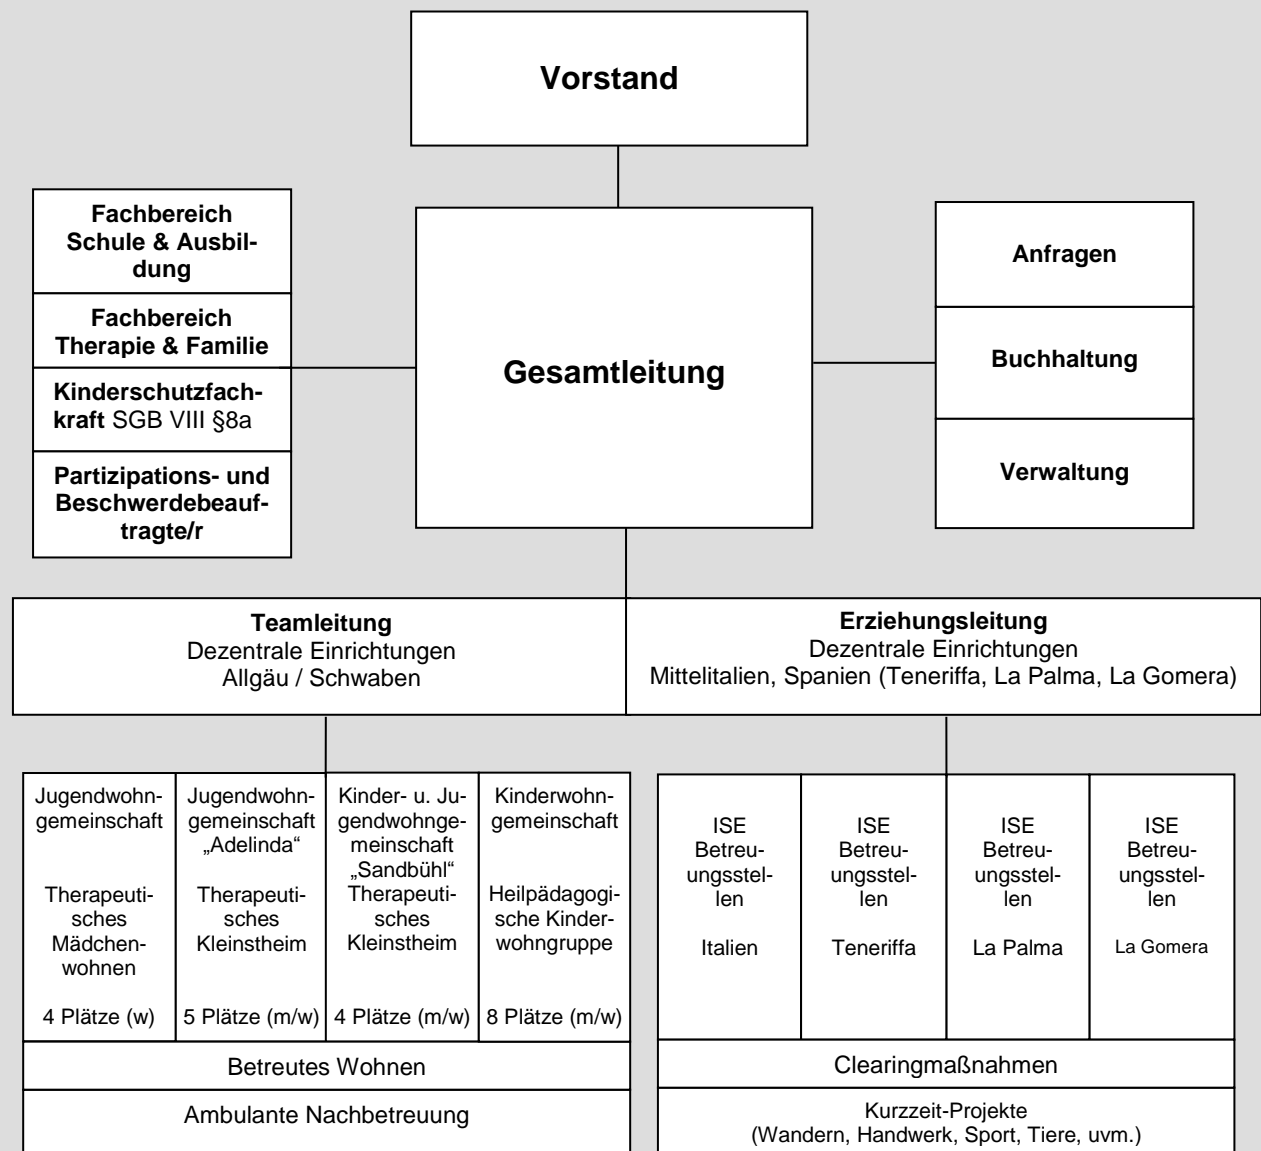 Vorstand
Fachbereich
Schule & Ausbil-
dung
Fachbereich
Therapie & Familie
Kinderschutzfach-
kraft SGB VIII §8a
Partizipations- und
Beschwerdebeauf-
tragte/r
Gesamtleitung
Anfragen
Buchhaltung
Verwaltung
Teamleitung
Dezentrale Einrichtungen
Allgäu / Schwaben
Erziehungsleitung
Dezentrale Einrichtungen
Mittelitalien, Spanien (Teneriffa, La Palma, La Gomera)
Jugendwohn-
gemeinschaft
Therapeuti-
sches
Mädchen-
wohnen
4 Plätze (w)
Jugendwohn-
gemeinschaft
„Adelinda“
Therapeuti-
sches
Kleinstheim
5 Plätze (m/w)
Kinder- u. Ju-
gendwohnge-
meinschaft
„Sandbühl“
Therapeuti-
sches
Kleinstheim
4 Plätze (m/w)
Kinderwohn-
gemeinschaft
Heilpädagogi-
sche Kinder-
wohngruppe
8 Plätze (m/w)
Betreutes Wohnen
Ambulante Nachbetreuung
ISE
Betreu-
ungsstel-
len
Italien
ISE
Betreu-
ungsstel-
len
Teneriffa
ISE
Betreu-
ungsstel-
len
La Palma
ISE
Betreu-
ungsstel-
len
La Gomera
Clearingmaßnahmen
Kurzzeit-Projekte
(Wandern, Handwerk, Sport, Tiere, uvm.)